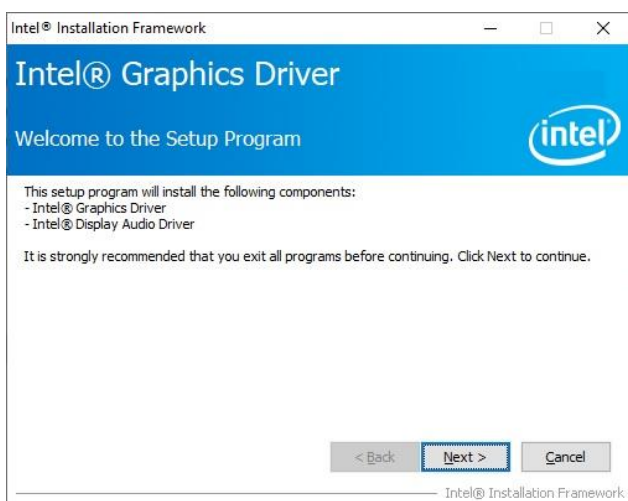 Intel® Installation Framework
Intel® Graphics Driver
Welcome to the Setup Program
intel
This setup program will install the following components:
- Intel® Graphics Driver
- Intel® Display Audio Driver
It is strongly recommended that you exit all programs before continuing. Click Next to continue.
< Back Next > Cancel
Intel® Installation Framework